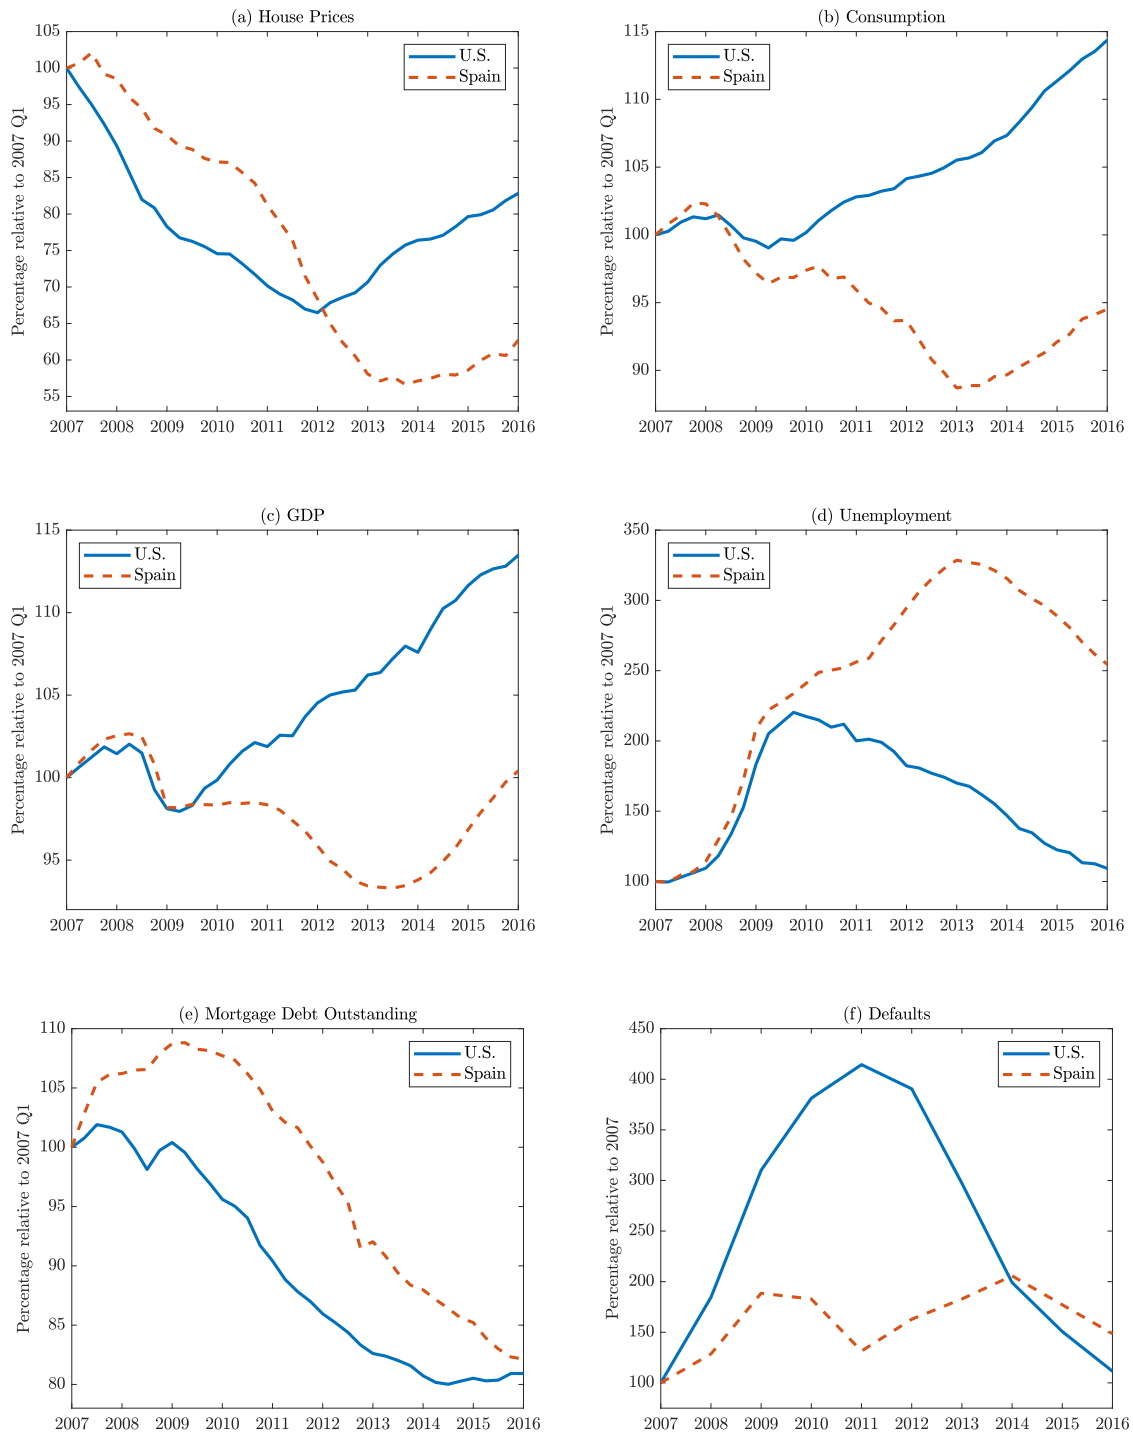 (a) House Prices
105
100
95
90
85
80
75
70
65
60
55
Percentage relative to 2007 Q1
U.S.
Spain
2007 2008 2009 2010 2011 2012 2013 2014 2015 2016
(b) Consumption
115
110
105
100
95
90
Percentage relative to 2007 Q1
U.S.
Spain
2007 2008 2009 2010 2011 2012 2013 2014 2015 2016
(c) GDP
115
110
105
100
95
Percentage relative to 2007 Q1
U.S.
Spain
2007 2008 2009 2010 2011 2012 2013 2014 2015 2016
(d) Unemployment
350
300
250
200
150
100
Percentage relative to 2007 Q1
U.S.
Spain
2007 2008 2009 2010 2011 2012 2013 2014 2015 2016
(e) Mortgage Debt Outstanding
110
105
100
95
90
85
80
Percentage relative to 2007 Q1
U.S.
Spain
2007 2008 2009 2010 2011 2012 2013 2014 2015 2016
(f) Defaults
450
400
350
300
250
200
150
100
Percentage relative to 2007
U.S.
Spain
2007 2008 2009 2010 2011 2012 2013 2014 2015 2016